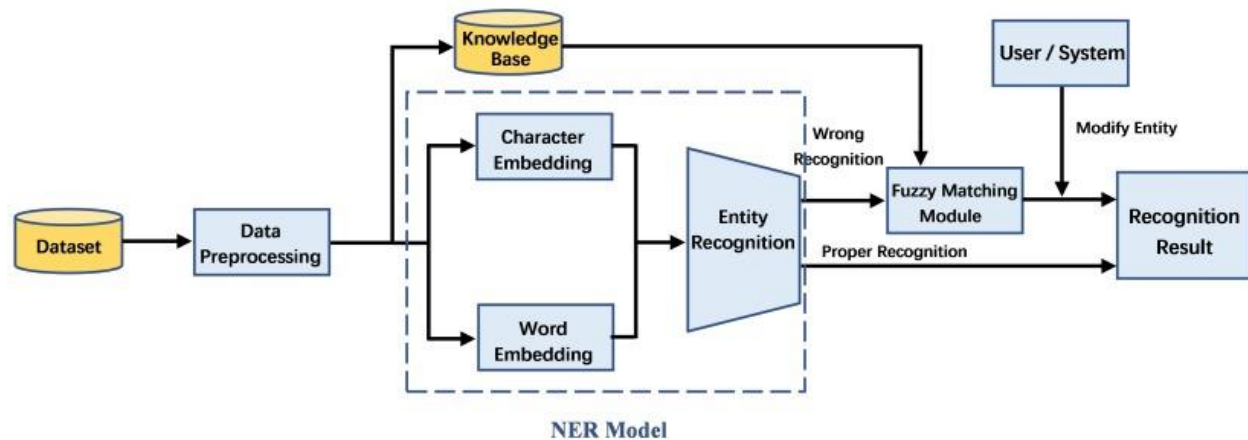 Knowledge
Base
User / System
Character
Embedding
Wrong
Recognition
Modify Entity
Fuzzy Matching
Module
Dataset
Data
Preprocessing
Entity
Recognition
Recognition
Result
Proper Recognition
Word
Embedding
NER Model